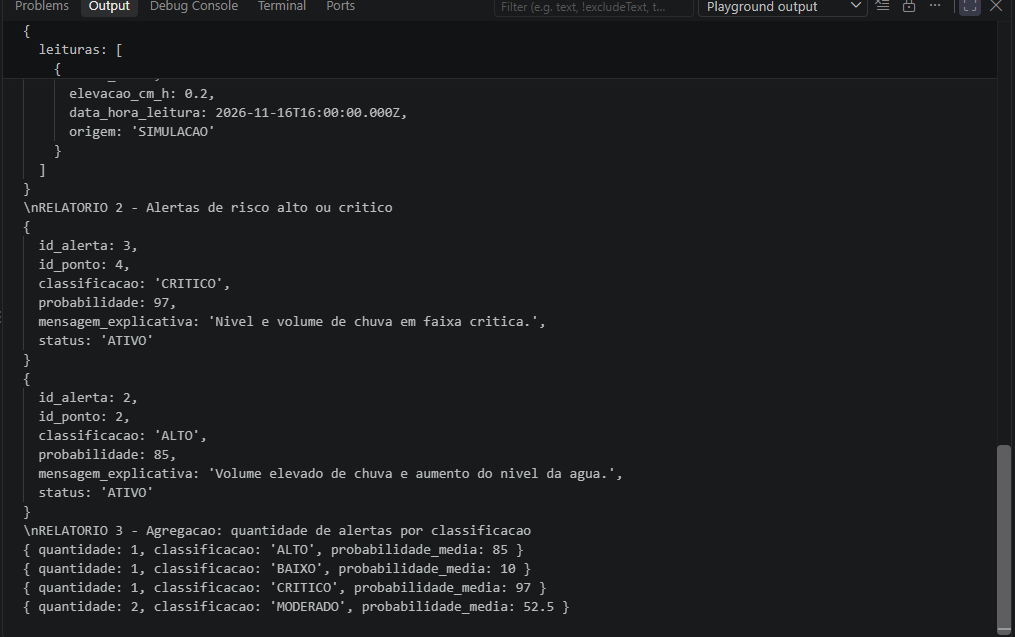 Problems Output Debug Console Terminal Ports Filter (e.g. text, !excludeText, t... Playground output
{
leituras: [
{
elevacao_cm_h: 0.2,
data_hora_leitura: 2026-11-16T16:00:00.000Z,
origem: 'SIMULACAO'
}
]
}
\nRELATORIO 2 - Alertas de risco alto ou critico
{
id_alerta: 3,
id_ponto: 4,
classificacao: 'CRITICO',
probabilidade: 97,
mensagem_explicativa: 'Nivel e volume de chuva em faixa critica.',
status: 'ATIVO'
}
{
id_alerta: 2,
id_ponto: 2,
classificacao: 'ALTO',
probabilidade: 85,
mensagem_explicativa: 'Volume elevado de chuva e aumento do nivel da agua.',
status: 'ATIVO'
}
\nRELATORIO 3 - Agregacao: quantidade de alertas por classificacao
{ quantidade: 1, classificacao: 'ALTO', probabilidade_media: 85 }
{ quantidade: 1, classificacao: 'BAIXO', probabilidade_media: 10 }
{ quantidade: 1, classificacao: 'CRITICO', probabilidade_media: 97 }
{ quantidade: 2, classificacao: 'MODERADO', probabilidade_media: 52.5 }